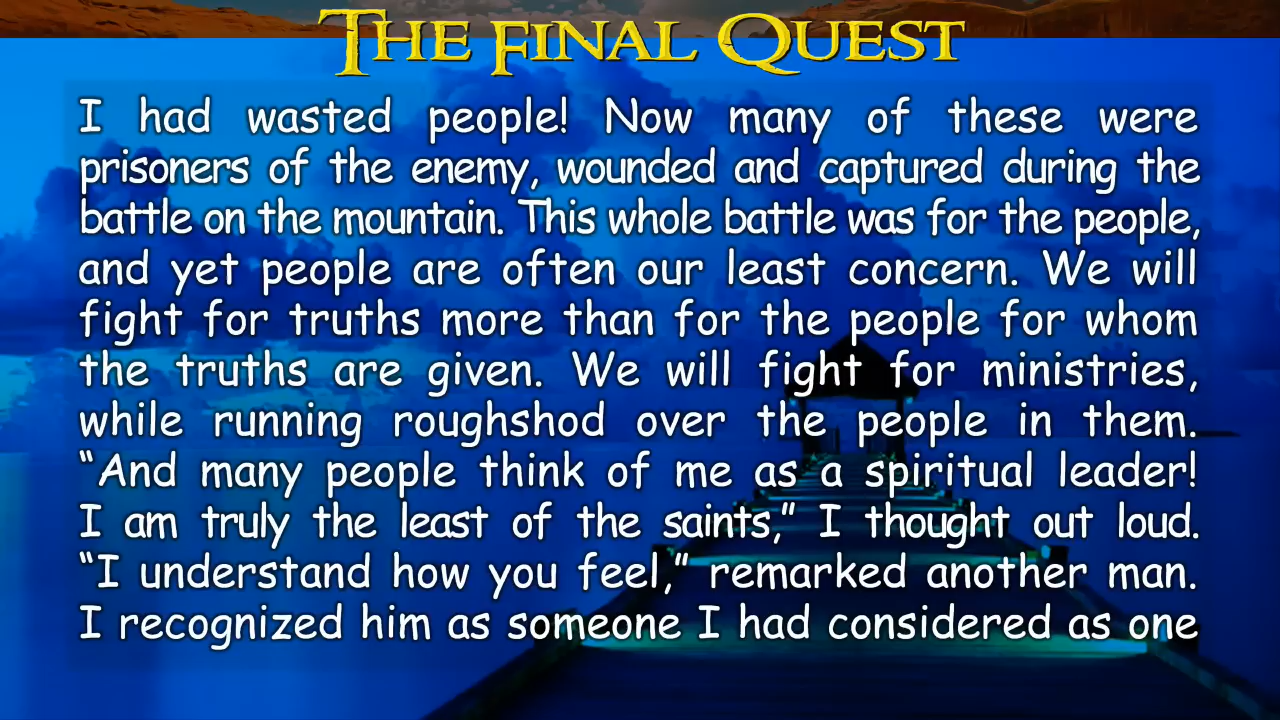 THE FINAL QUEST
I had wasted people! Now many of these were
prisoners of the enemy, wounded and captured during the
battle on the mountain. This whole battle was for the people,
and yet people are often our least concern. We will
fight for truths more than for the people for whom
the truths are given. We will fight for ministries,
while running roughshod over the people in them.
“And many people think of me as a spiritual leader!
I am truly the least of the saints,” I thought out loud.
“I understand how you feel,” remarked another man.
I recognized him as someone I had considered as one